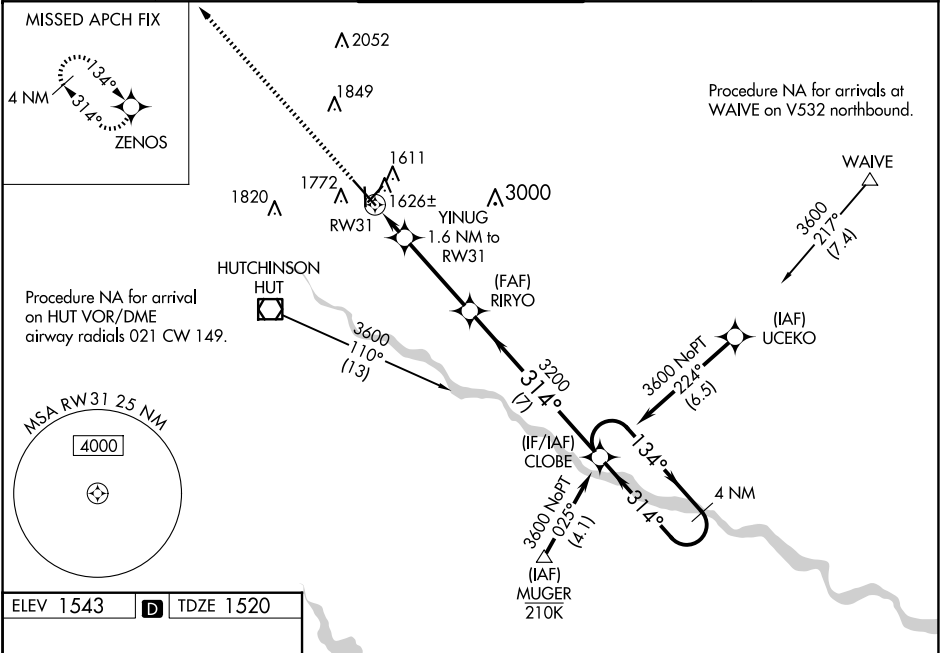 MISSED APCH FIX
134°
4 NM
314°
ZENOS
2052
1849
Procedure NA for arrivals at
WAIVE on V532 northbound.
WAIVE
3600
217°
(7.4)
1611
1772
1626±
1820
3000
RW31
YINUG
1.6 NM to
RW31
HUTCHINSON
HUT
(FAF)
RIRYO
Procedure NA for arrival
on HUT VOR/DME
airway radials 021 CW 149.
3600
110°
(13)
(IAF)
UCEKO
3600 NoPT
224°
(6.5)
3200
314°
(7)
MSA RW 31 25 NM
4000
(IF/IAF)
CLOBE
134°
314°
4 NM
3600 NoPT
025°
(4.1)
(IAF)
MUGER
210K
ELEV 1543 D TDZE 1520